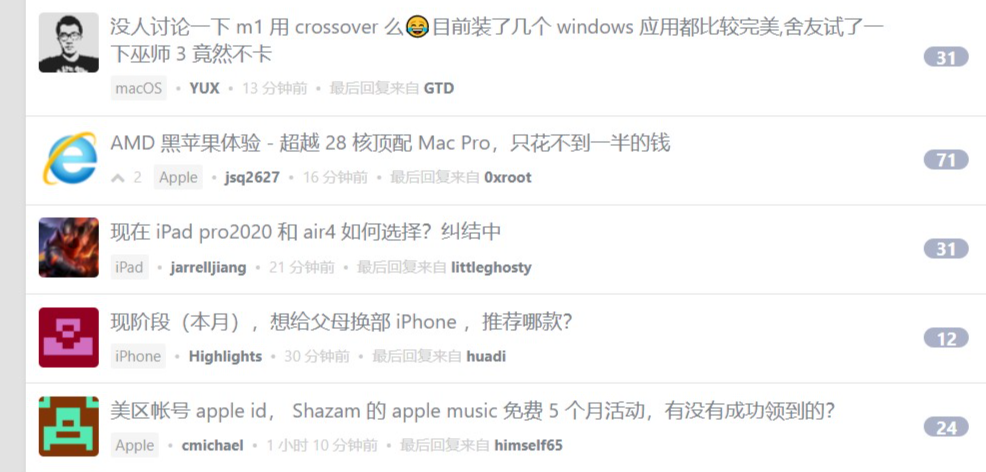 没人讨论一下 m1 用 crossover 么😂目前装了几个 windows 应用都比较完美,舍友试了一
下巫师 3 竟然不卡
31
macOS • YUX • 13 分钟前 • 最后回复来自 GTD
AMD 黑苹果体验 - 超越 28 核顶配 Mac Pro，只花不到一半的钱
71
2 Apple • jsq2627 • 16 分钟前 • 最后回复来自 0xroot
现在 iPad pro2020 和 air4 如何选择？纠结中
31
iPad • jarrelljiang • 21 分钟前 • 最后回复来自 littleghosty
现阶段（本月），想给父母换部 iPhone ，推荐哪款？
12
iPhone • Highlights • 30 分钟前 • 最后回复来自 huadi
美区帐号 apple id， Shazam 的 apple music 免费 5 个月活动，有没有成功领到的？
24
Apple • cmichael • 1 小时 10 分钟前 • 最后回复来自 himself65